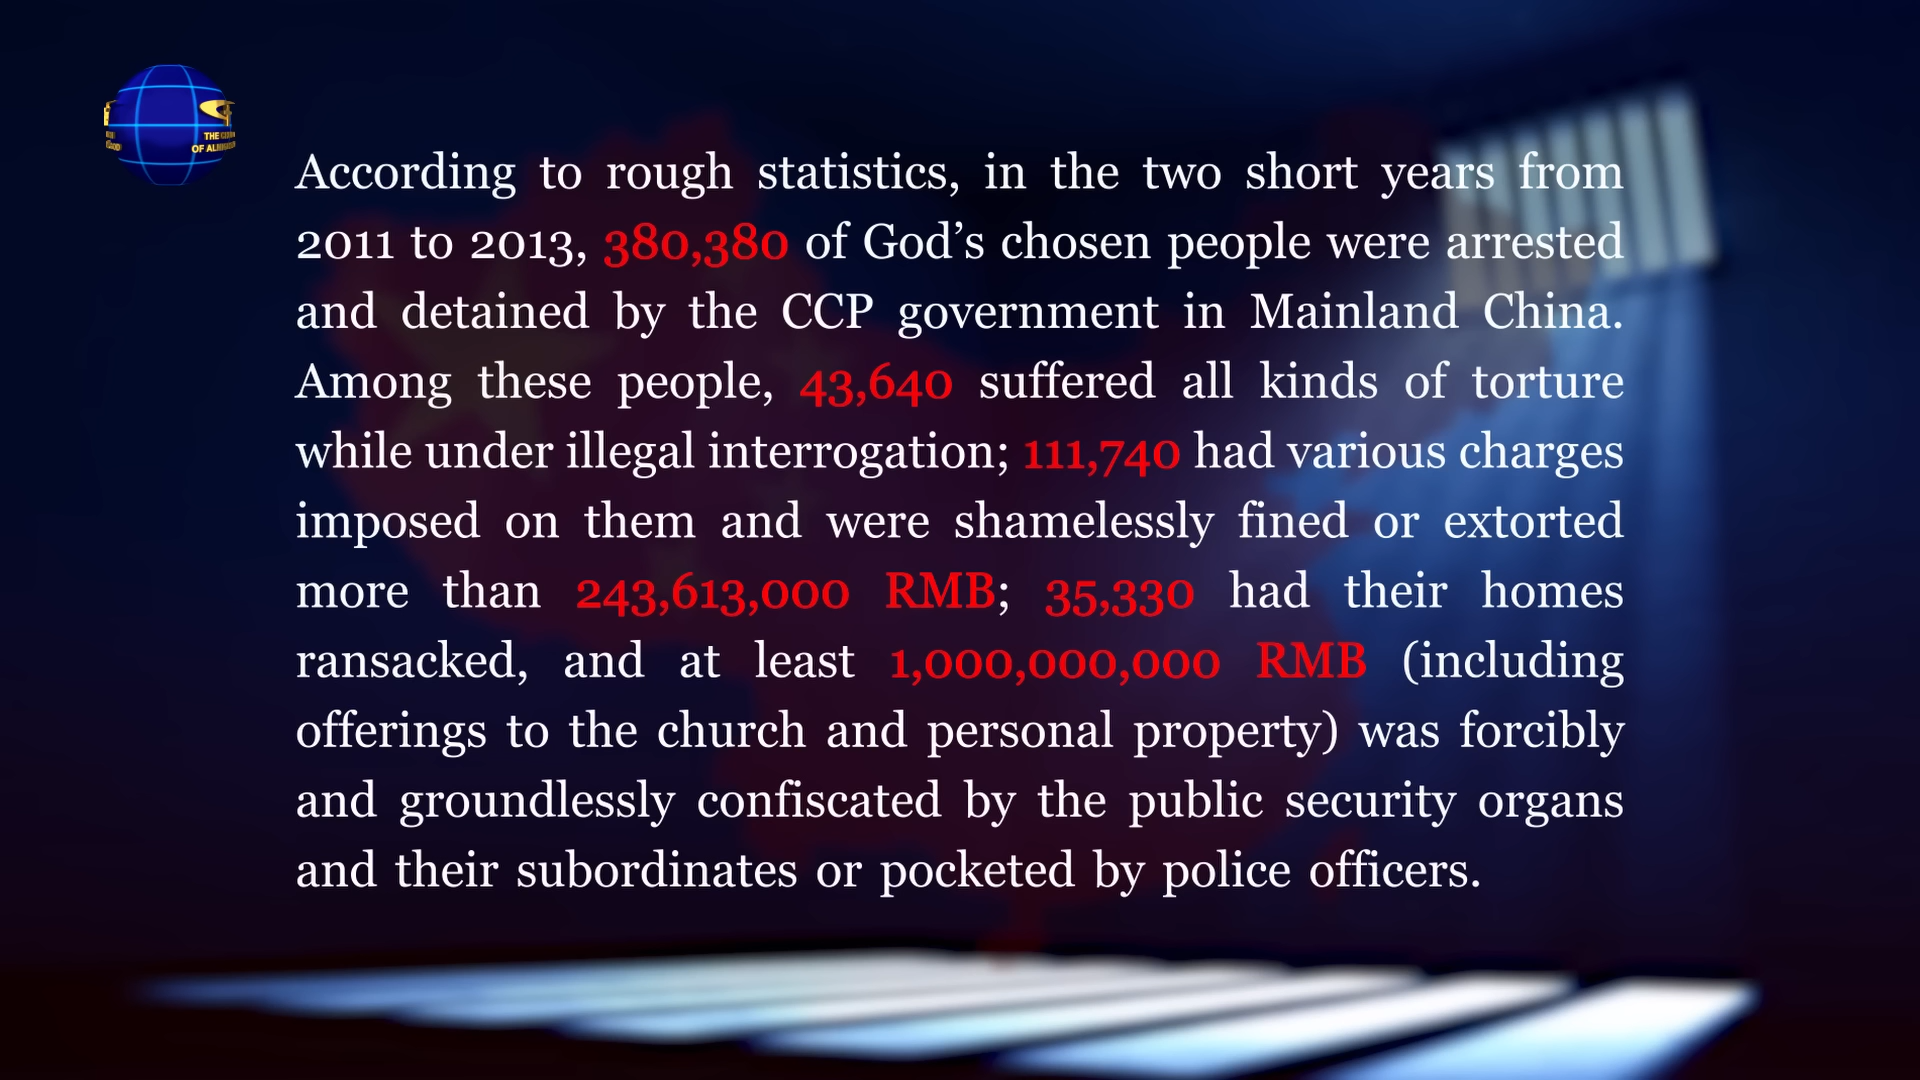 THE
OF
According to rough statistics, in the two short years from
2011 to 2013, 380,380 of God’s chosen people were arrested
and detained by the CCP government in Mainland China.
Among these people, 43,640 suffered all kinds of torture
while under illegal interrogation; 111,740 had various charges
imposed on them and were shamelessly fined or extorted
more than 243,613,000 RMB; 35,330 had their homes
ransacked, and at least 1,000,000,000 RMB (including
offerings to the church and personal property) was forcibly
and groundlessly confiscated by the public security organs
and their subordinates or pocketed by police officers.